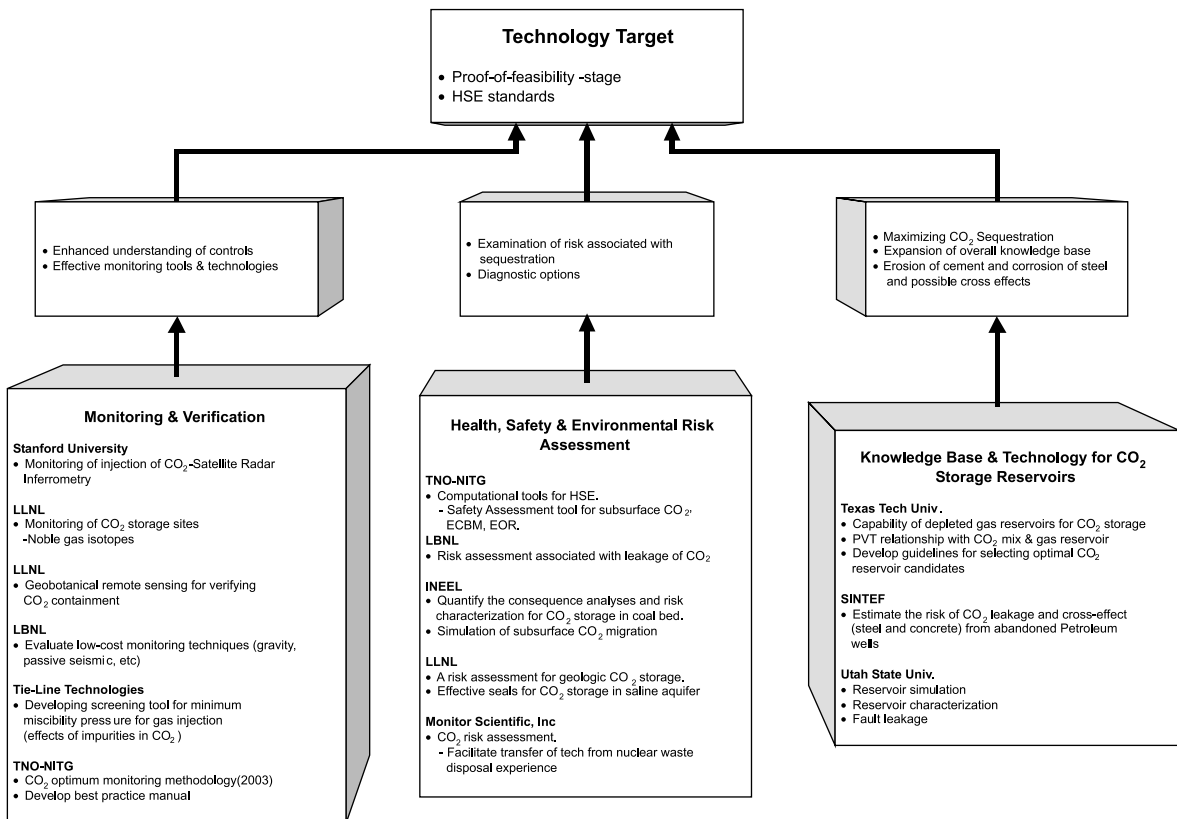 Technology Target
• Proof-of-feasibility -stage
• HSE standards
• Enhanced understanding of controls
• Effective monitoring tools & technologies
• Examination of risk associated with
sequestration
• Diagnostic options
• Maximizing CO2 Sequestration
• Expansion of overall knowledge base
• Erosion of cement and corrosion of steel
and possible cross effects
Monitoring & Verification
Stanford University
• Monitoring of injection of CO2-Satellite Radar
Inferrometry
LLNL
• Monitoring of CO2 storage sites
-Noble gas isotopes
LLNL
• Geobotanical remote sensing for verifying
CO2 containment
LBNL
• Evaluate low-cost monitoring techniques (gravity,
passive seismic, etc)
Tie-Line Technologies
• Developing screening tool for minimum
miscibility pressure for gas injection
(effects of impurities in CO2)
TNO-NITG
• CO2 optimum monitoring methodology(2003)
• Develop best practice manual
Health, Safety & Environmental Risk
Assessment
TNO-NITG
• Computational tools for HSE.
- Safety Assessment tool for subsurface CO2,
ECBM, EOR.
LBNL
• Risk assessment associated with leakage of CO2
INEEL
• Quantify the consequence analyses and risk
characterization for CO2 storage in coal bed.
• Simulation of subsurface CO2 migration
LLNL
• A risk assessment for geologic CO2 storage.
• Effective seals for CO2 storage in saline aquifer
Monitor Scientific, Inc
• CO2 risk assessment.
- Facilitate transfer of tech from nuclear waste
disposal experience
Knowledge Base & Technology for CO2
Storage Reservoirs
Texas Tech Univ.
• Capability of depleted gas reservoirs for CO2 storage
• PVT relationship with CO2 mix & gas reservoir
• Develop guidelines for selecting optimal CO2
reservoir candidates
SINTEF
• Estimate the risk of CO2 leakage and cross-effect
(steel and concrete) from abandoned Petroleum
wells
Utah State Univ.
• Reservoir simulation
• Reservoir characterization
• Fault leakage